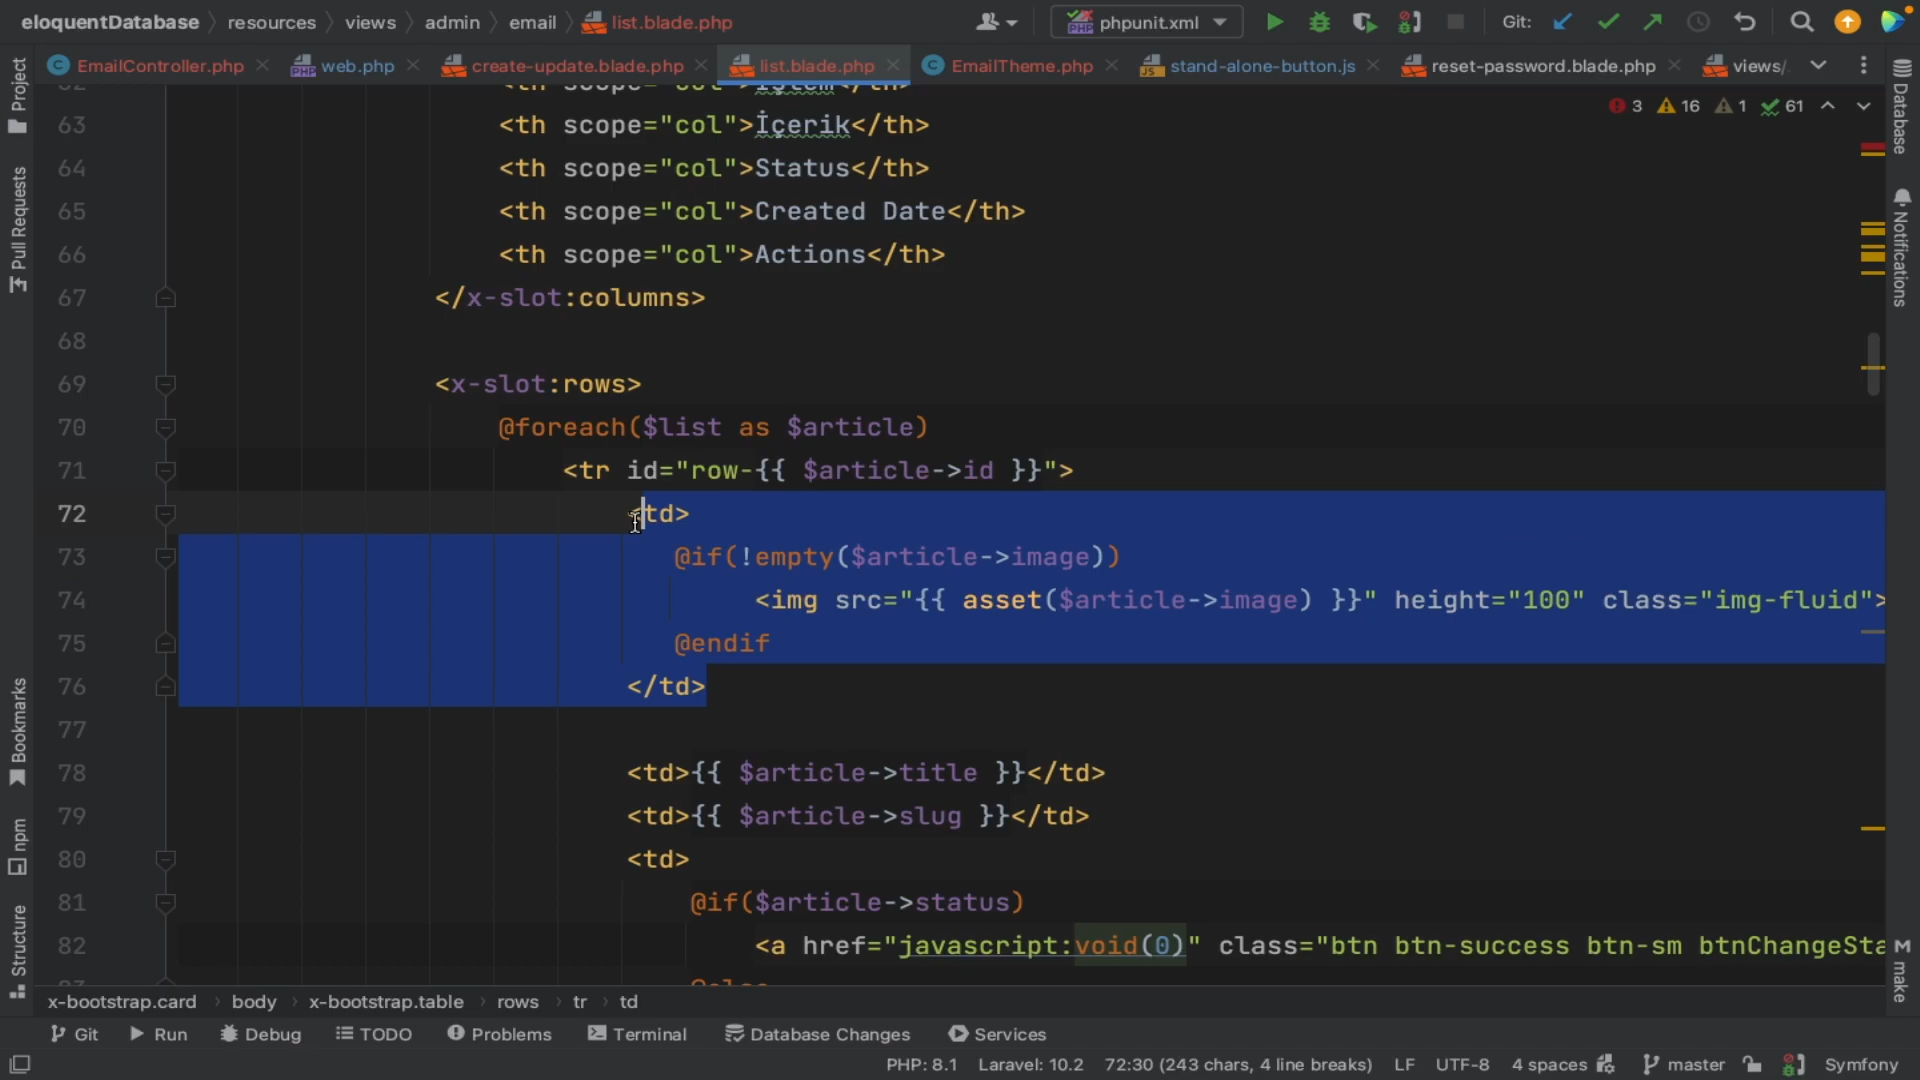 eloquentDatabase resources views admin email list.blade.php phpunit.xml Git:
EmailController.php web.php create-update.blade.php list.blade.php EmailTheme.php stand-alone-button.js reset-password.blade.php views/
3 16 1 61
Project
Pull Requests
Bookmarks
npm
Structure
Database
Notifications
make
62 <th scope="col">İşlem</th>
63 <th scope="col">İçerik</th>
64 <th scope="col">Status</th>
65 <th scope="col">Created Date</th>
66 <th scope="col">Actions</th>
67 </x-slot:columns>
68
69 <x-slot:rows>
70 @foreach($list as $article)
71 <tr id="row-{{ $article->id }}">
72 <td>
73 @if(!empty($article->image))
74 <img src="{{ asset($article->image) }}" height="100" class="img-fluid">
75 @endif
76 </td>
77
78 <td>{{ $article->title }}</td>
79 <td>{{ $article->slug }}</td>
80 <td>
81 @if($article->status)
82 <a href="javascript:void(0)" class="btn btn-success btn-sm btnChangeSta
83 @else
x-bootstrap.card body x-bootstrap.table rows tr td
Git Run Debug TODO Problems Terminal Database Changes Services
PHP: 8.1 Laravel: 10.2 72:30 (243 chars, 4 line breaks) LF UTF-8 4 spaces master Symfony